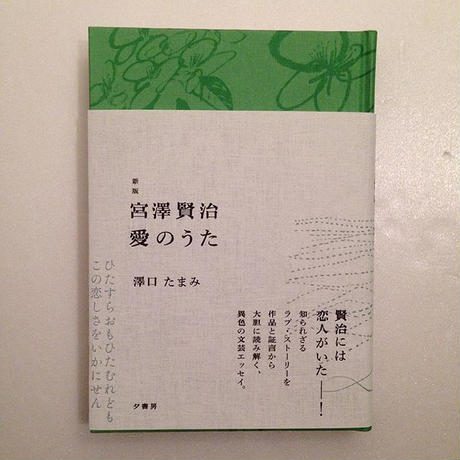 新版
宮澤賢治
愛のうた
澤口 たまみ
賢治には
恋人がいた――！
知られざる
ラブ・ストーリーを
作品と証言から
大胆に読み解く、
異色の文芸エッセイ。
ひたすらおもひたむれども
この恋しさをいかにせん
夕書房